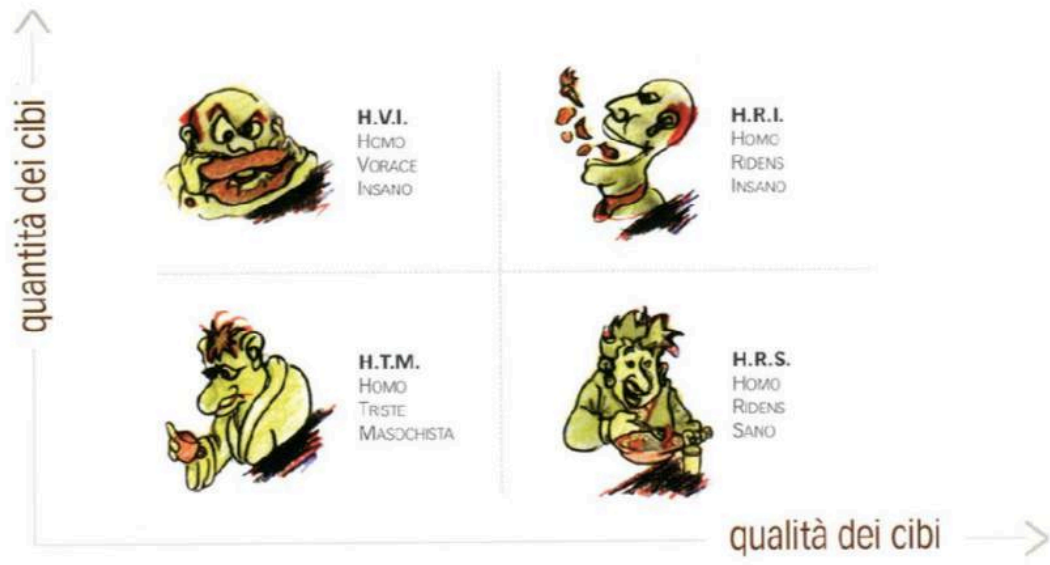 quantità dei cibi
H.V.I.
HOMO
VORACE
INSANO
H.R.I.
HOMO
RIDENS
INSANO
H.T.M.
HOMO
TRISTE
MASOCHISTA
H.R.S.
HOMO
RIDENS
SANO
qualità dei cibi